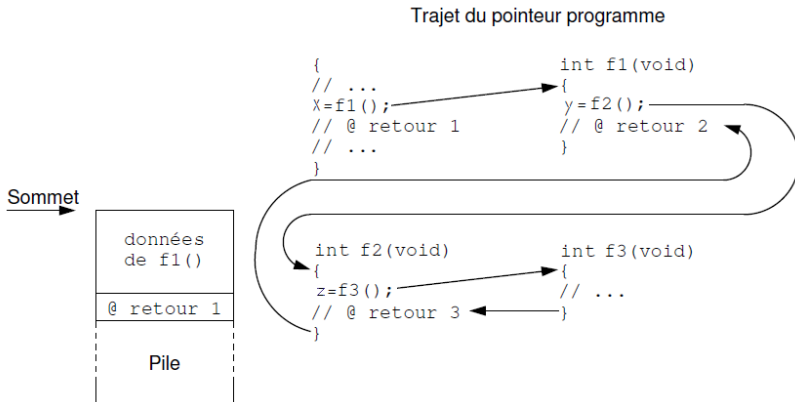 Trajet du pointeur programme
{
// ...
X=f1();
// @ retour 1
// ...
}
int f1(void)
{
y=f2();
// @ retour 2
}
Sommet
données
de f1()
@ retour 1
Pile
int f2(void)
{
z=f3();
// @ retour 3
}
int f3(void)
{
// ...
}